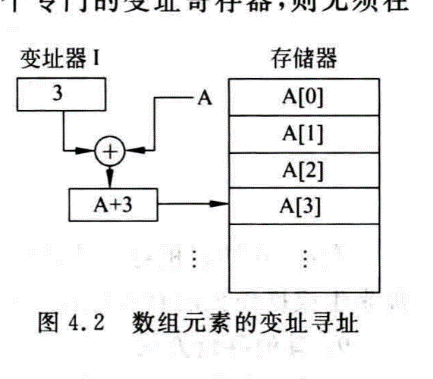 个专门的变址寄存器,则无须在
变址器 I
存储器
3
A
A[0]
+
A[1]
A[2]
A+3
A[3]
⋮
⋮
图 4.2 数组元素的变址寻址